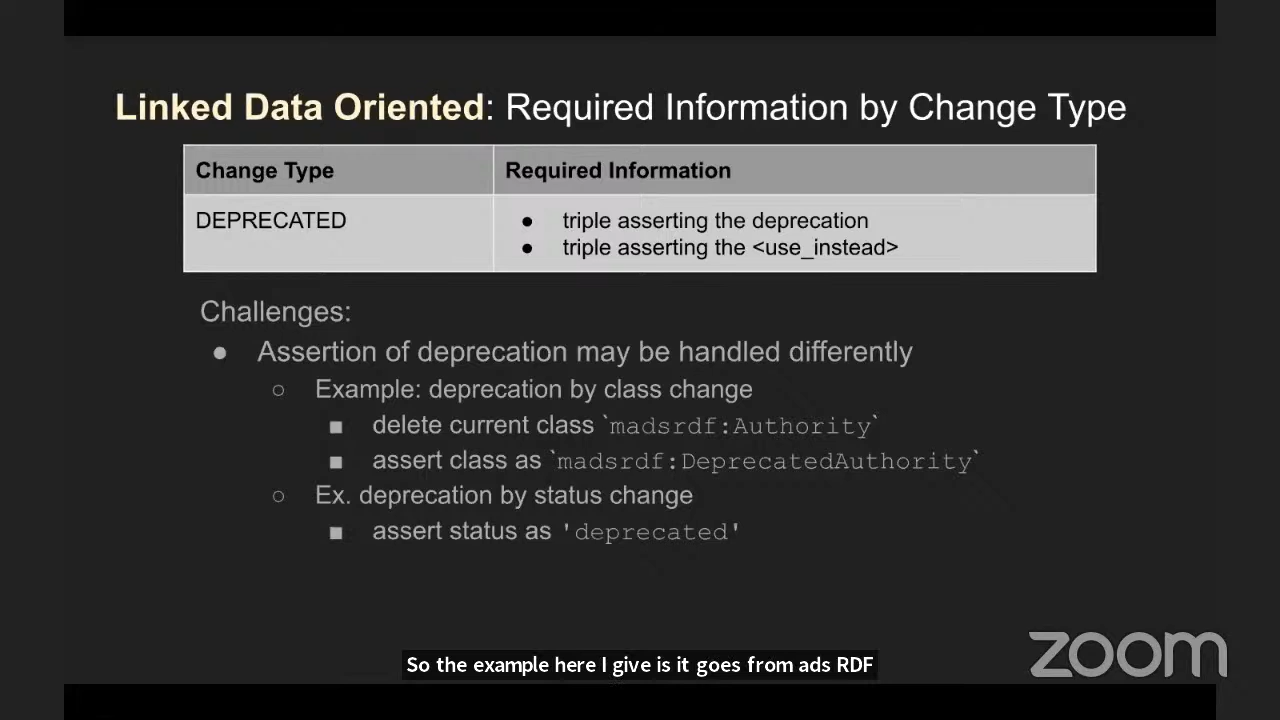 Linked Data Oriented: Required Information by Change Type
Change Type Required Information
DEPRECATED ● triple asserting the deprecation
● triple asserting the <use_instead>
Challenges:
● Assertion of deprecation may be handled differently
○ Example: deprecation by class change
■ delete current class `madsrdf:Authority`
■ assert class as `madsrdf:DeprecatedAuthority`
○ Ex. deprecation by status change
■ assert status as 'deprecated'
So the example here I give is it goes from ads RDF
zoom